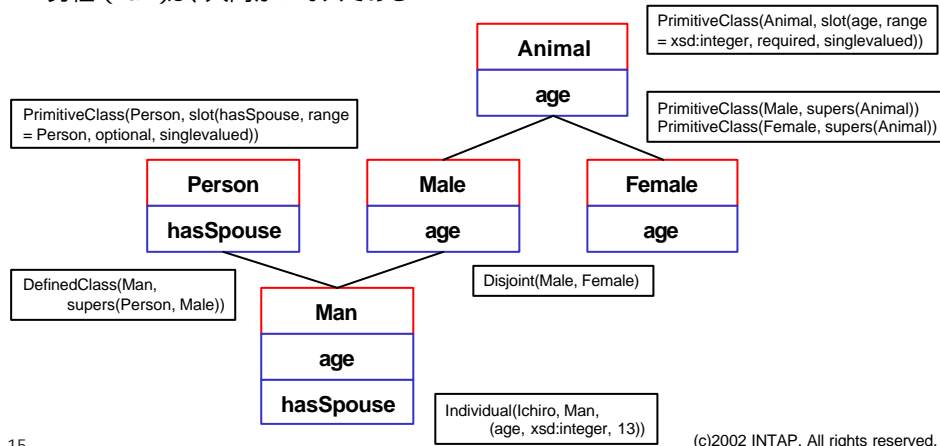 PrimitiveClass(Animal, slot(age, range
= xsd:integer, required, singlevalued))
Animal
age
PrimitiveClass(Person, slot(hasSpouse, range
= Person, optional, singlevalued))
PrimitiveClass(Male, supers(Animal))
PrimitiveClass(Female, supers(Animal))
Person
hasSpouse
Male
age
Female
age
DefinedClass(Man,
supers(Person, Male))
Disjoint(Male, Female)
Man
age
hasSpouse
Individual(Ichiro, Man,
(age, xsd:integer, 13))
15
(c)2002 INTAP. All rights reserved.